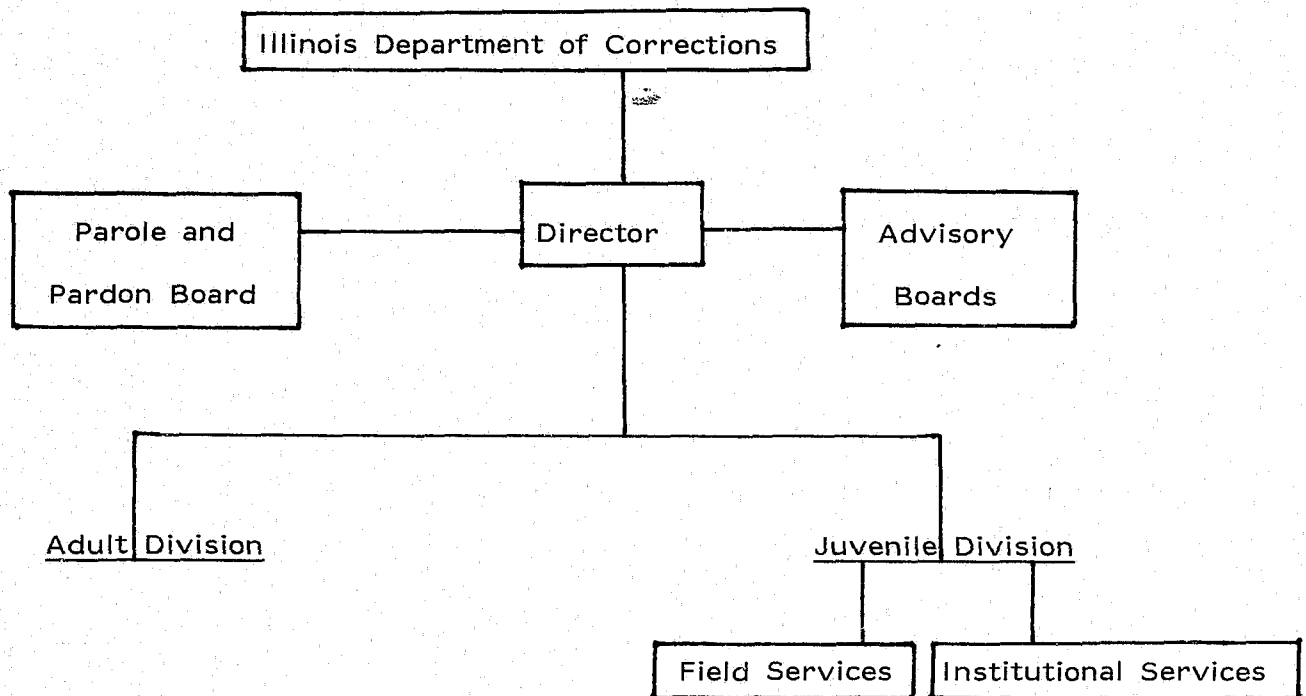 Illinois Department of Corrections
Parole and
Pardon Board
Director
Advisory
Boards
Adult Division
Juvenile Division
Field Services
Institutional Services